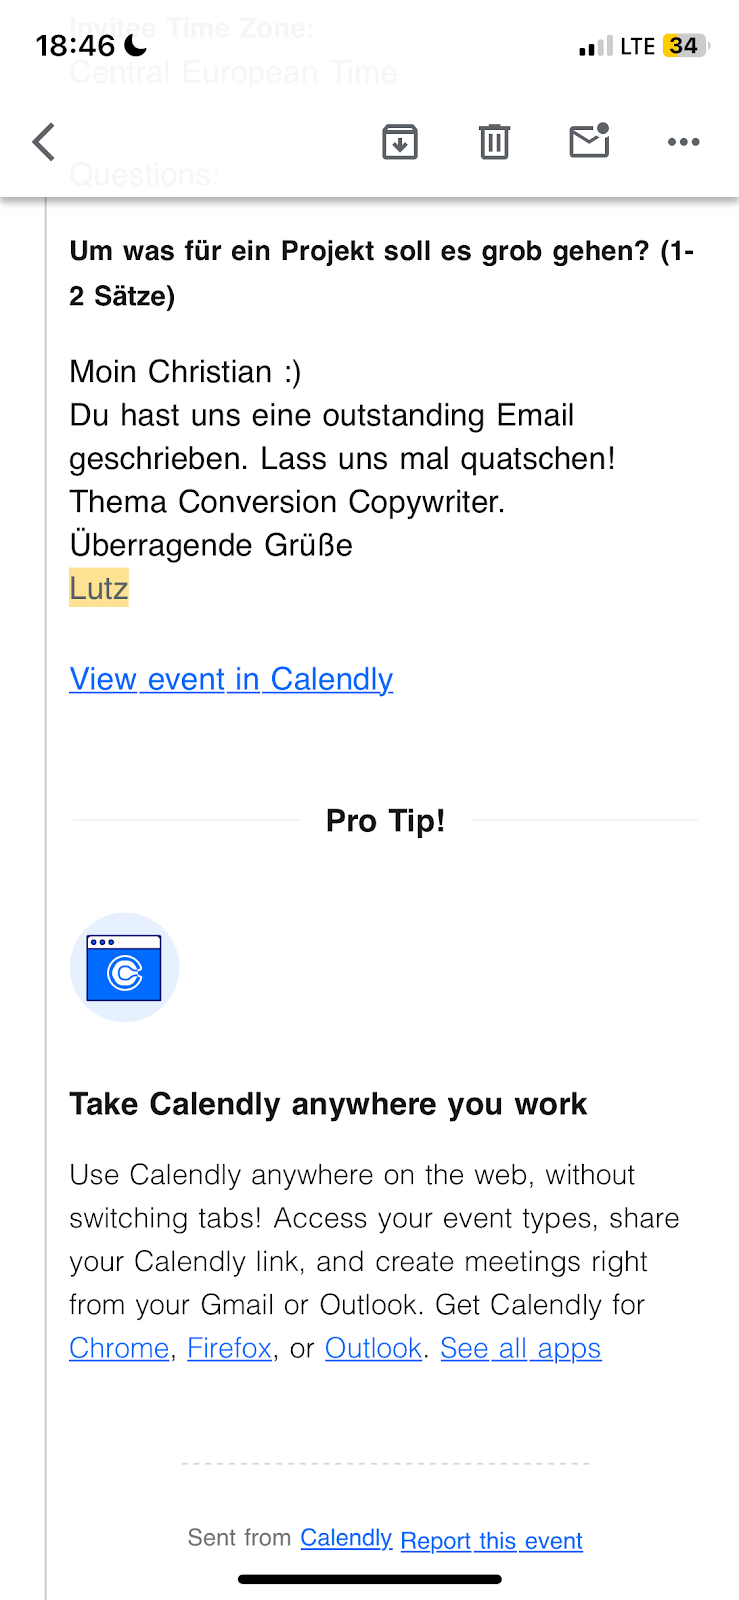 Invitee Time Zone:
18:46
LTE 34
Central European Time
Questions:
Um was für ein Projekt soll es grob gehen? (1-
2 Sätze)
Moin Christian :)
Du hast uns eine outstanding Email
geschrieben. Lass uns mal quatschen!
Thema Conversion Copywriter.
Überragende Grüße
Lutz
View event in Calendly
Pro Tip!
Take Calendly anywhere you work
Use Calendly anywhere on the web, without
switching tabs! Access your event types, share
your Calendly link, and create meetings right
from your Gmail or Outlook. Get Calendly for
Chrome, Firefox, or Outlook. See all apps
Sent from Calendly Report this event